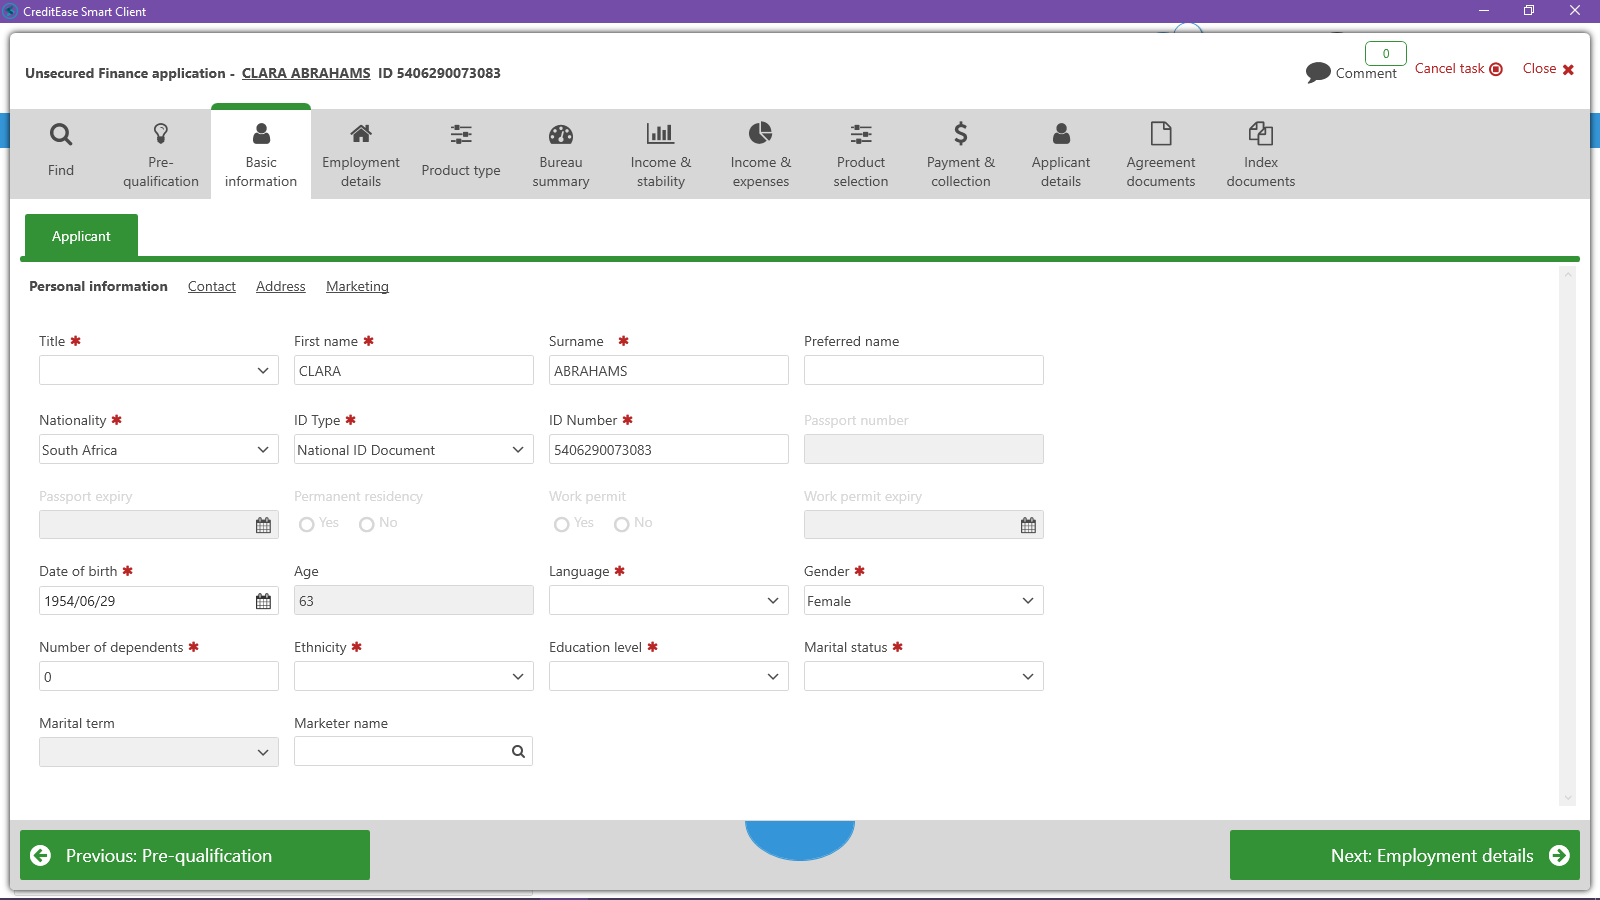 CreditEase Smart Client
Unsecured Finance application - CLARA ABRAHAMS ID 5406290073083
0
Comment
Cancel task
Close
Find
Pre-
qualification
Basic
information
Employment
details
Product type
Bureau
summary
Income &
stability
Income &
expenses
Product
selection
Payment &
collection
Applicant
details
Agreement
documents
Index
documents
Applicant
Personal information Contact Address Marketing
Title ✱ First name ✱ Surname ✱ Preferred name
CLARA ABRAHAMS
Nationality ✱ ID Type ✱ ID Number ✱ Passport number
South Africa National ID Document 5406290073083
Passport expiry Permanent residency Work permit Work permit expiry
Yes No Yes No
Date of birth ✱ Age Language ✱ Gender ✱
1954/06/29 63 Female
Number of dependents ✱ Ethnicity ✱ Education level ✱ Marital status ✱
0
Marital term Marketer name
Previous: Pre-qualification
Next: Employment details